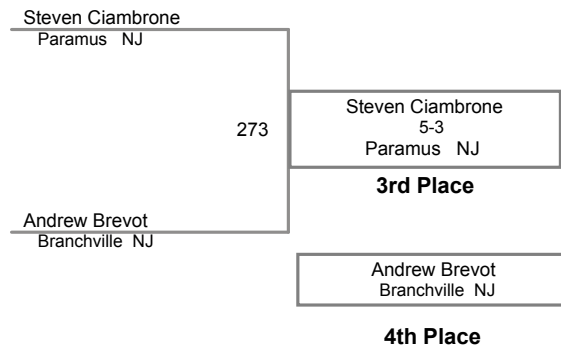 Steven Ciambrone
Paramus NJ
273
Steven Ciambrone
5-3
Paramus NJ
3rd Place
Andrew Brevot
Branchville NJ
Andrew Brevot
Branchville NJ
4th Place